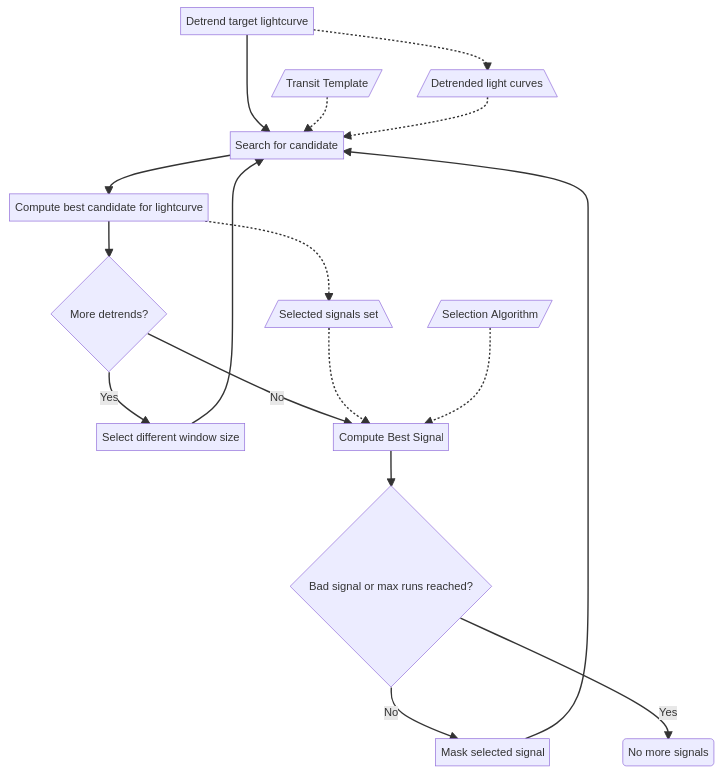 Detrend target lightcurve
Transit Template
Detrended light curves
Search for candidate
Compute best candidate for lightcurve
More detrends?
Selected signals set
Selection Algorithm
Yes
No
Select different window size
Compute Best Signal
Bad signal or max runs reached?
No
Yes
Mask selected signal
No more signals